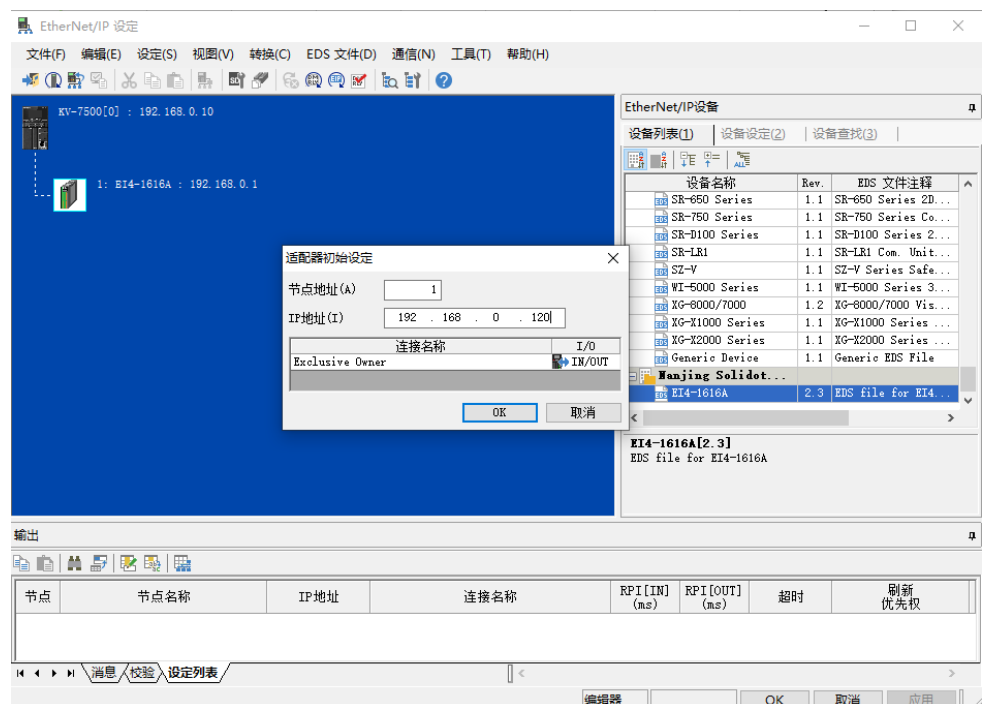 EtherNet/IP 设定
文件(F) 编辑(E) 设定(S) 视图(V) 转换(C) EDS 文件(D) 通信(N) 工具(T) 帮助(H)
KV-7500[0] : 192.168.0.10
1: EI4-1616A : 192.168.0.1
EtherNet/IP设备
设备列表(1) 设备设定(2) 设备查找(3)
设备名称 Rev. EDS 文件注释
SR-650 Series 1.1 SR-650 Series 2D...
SR-750 Series 1.1 SR-750 Series Co...
SR-D100 Series 1.1 SR-D100 Series 2...
SR-LR1 1.1 SR-LR1 Com. Unit...
SZ-V 1.1 SZ-V Series Safe...
WI-5000 Series 1.1 WI-5000 Series 3...
XG-8000/7000 1.2 XG-8000/7000 Vis...
XG-X1000 Series 1.1 XG-X1000 Series ...
XG-X2000 Series 1.1 XG-X2000 Series ...
Generic Device 1.1 Generic EDS File
Nanjing Solidot...
EI4-1616A 2.3 EDS file for EI4...
EI4-1616A[2.3]
EDS file for EI4-1616A
适配器初始设定
节点地址(A) 1
IP地址(I) 192 . 168 . 0 . 120
连接名称 I/O
Exclusive Owner IN/OUT
OK 取消
输出
节点 节点名称 IP地址 连接名称 RPI[IN] (ms) RPI[OUT] (ms) 超时 刷新 优先权
消息 校验 设定列表
编辑器 OK 取消 应用